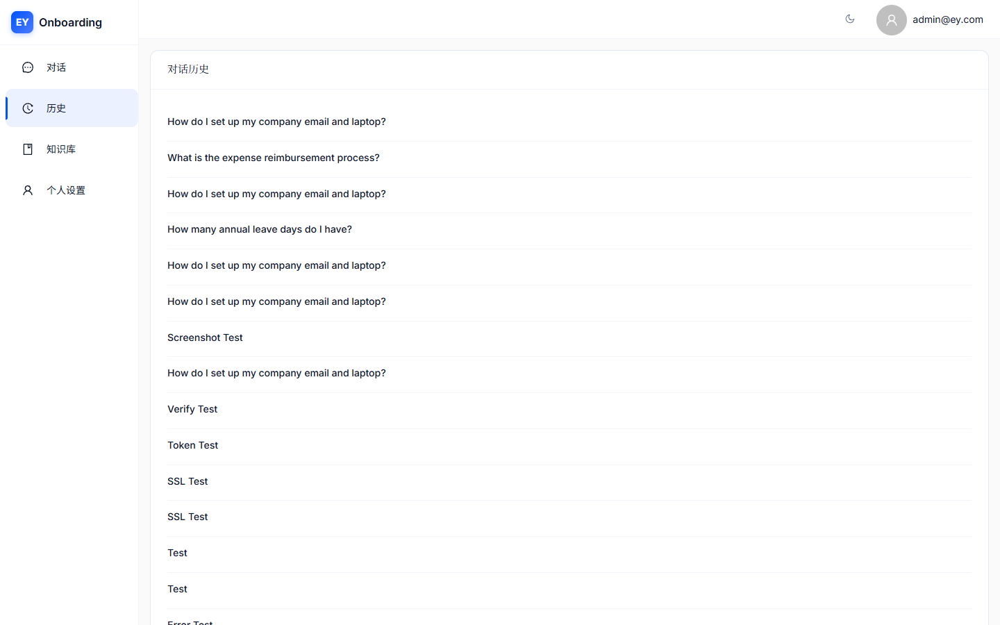 EY Onboarding
admin@ey.com
对话
历史
知识库
个人设置
对话历史
How do I set up my company email and laptop?
What is the expense reimbursement process?
How do I set up my company email and laptop?
How many annual leave days do I have?
How do I set up my company email and laptop?
How do I set up my company email and laptop?
Screenshot Test
How do I set up my company email and laptop?
Verify Test
Token Test
SSL Test
SSL Test
Test
Test
Error Test